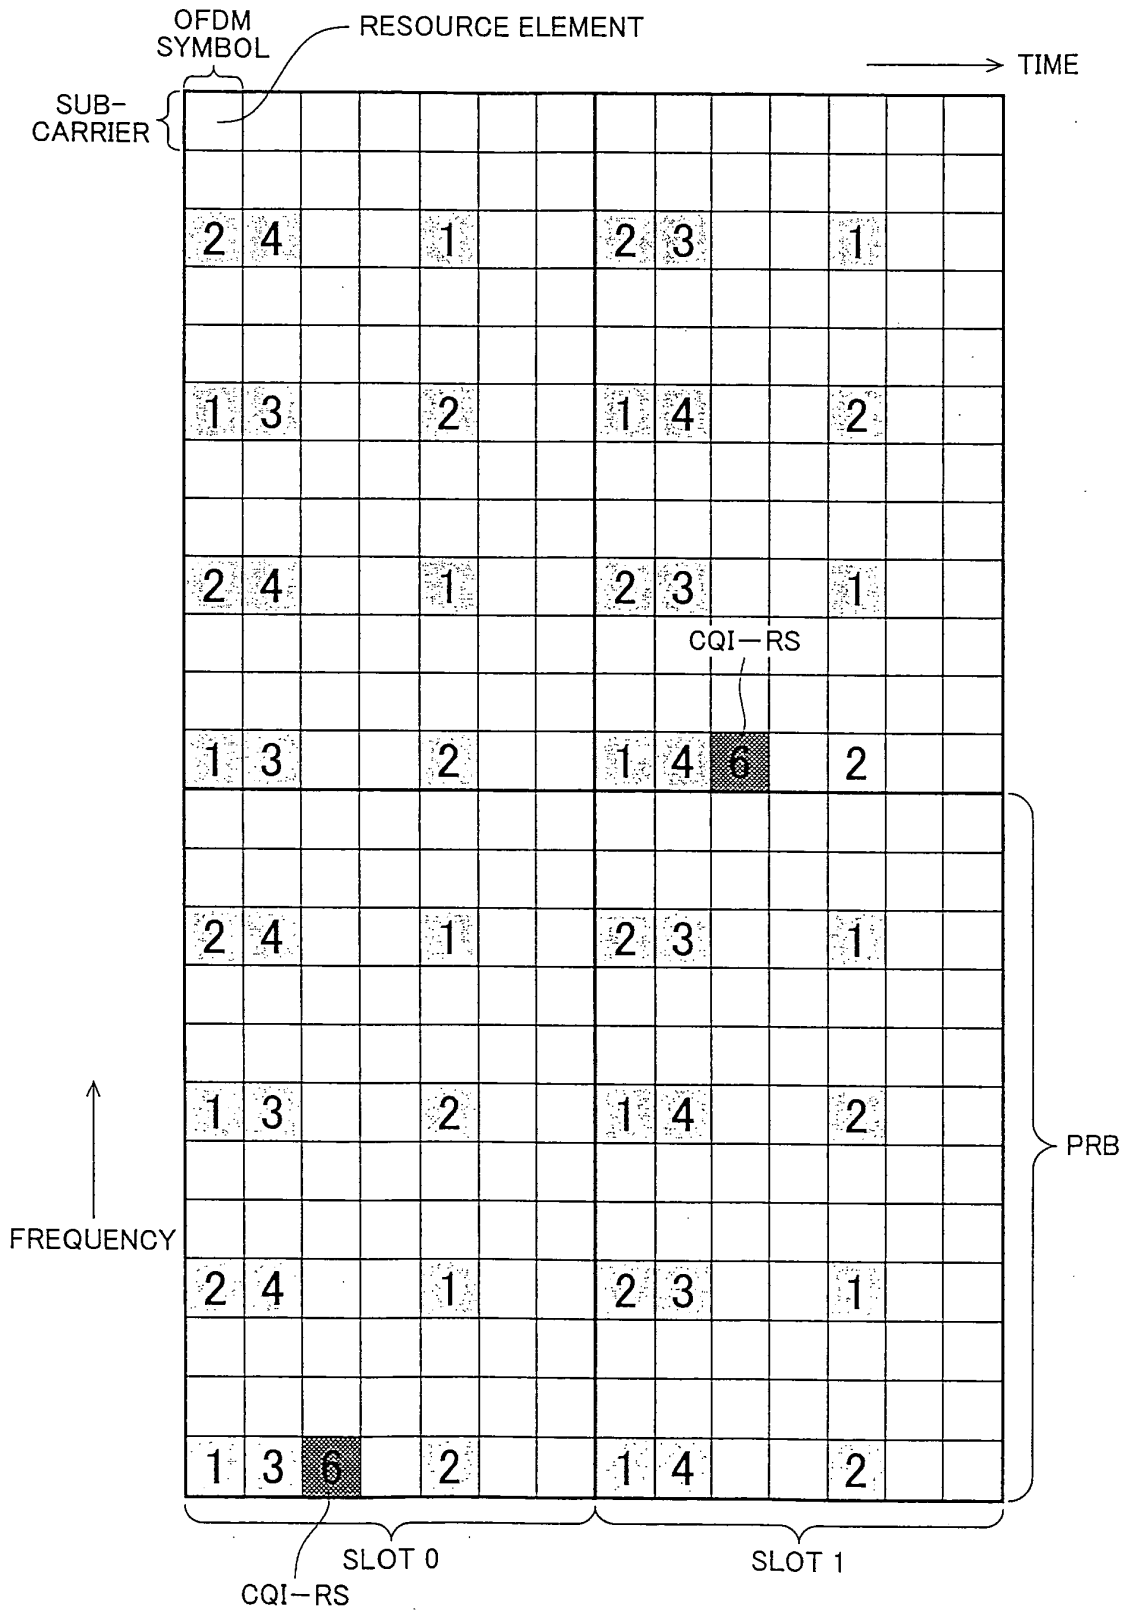 OFDM
SYMBOL
RESOURCE ELEMENT
TIME
SUB-
CARRIER
2 4 1 2 3 1
1 3 2 1 4 2
2 4 1 2 3 1
CQI-RS
1 3 2 1 4 6 2
2 4 1 2 3 1
1 3 2 1 4 2
PRB
FREQUENCY
2 4 1 2 3 1
1 3 6 2 1 4 2
SLOT 0
SLOT 1
CQI-RS